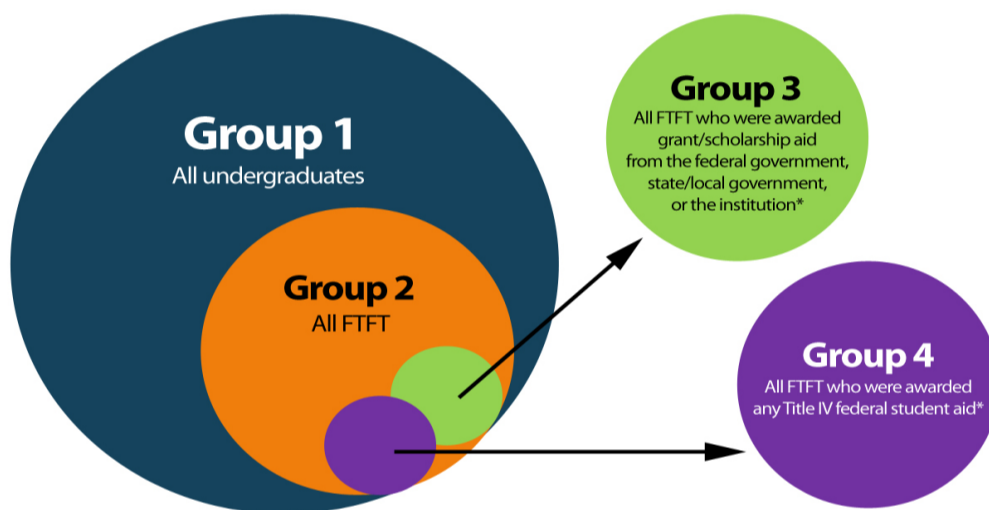 Group 1
All undergraduates
Group 2
All FTFT
Group 3
All FTFT who were awarded
grant/scholarship aid
from the federal government,
state/local government,
or the institution*
Group 4
All FTFT who were awarded
any Title IV federal student aid*